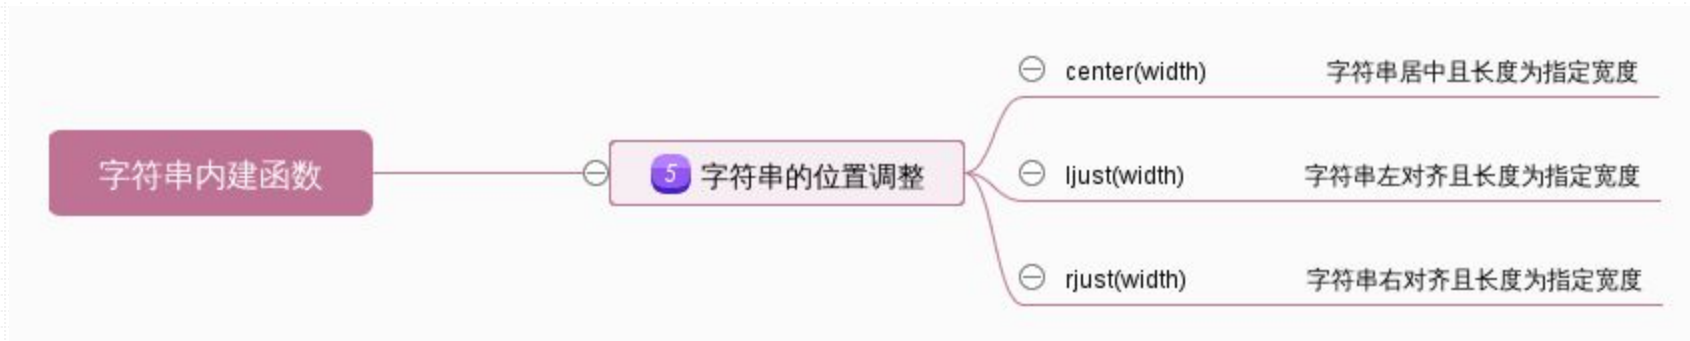 字符串内建函数
5 字符串的位置调整
center(width) 字符串居中且长度为指定宽度
ljust(width) 字符串左对齐且长度为指定宽度
rjust(width) 字符串右对齐且长度为指定宽度